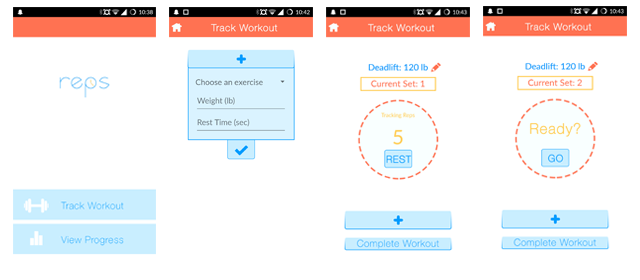 10:38
reps
Track Workout
View Progress
10:42
Track Workout
+
Choose an exercise
Weight (lb)
Rest Time (sec)
10:43
Track Workout
Deadlift: 120 lb
Current Set: 1
Tracking Reps
5
REST
+
Complete Workout
10:43
Track Workout
Deadlift: 120 lb
Current Set: 2
Ready?
GO
+
Complete Workout